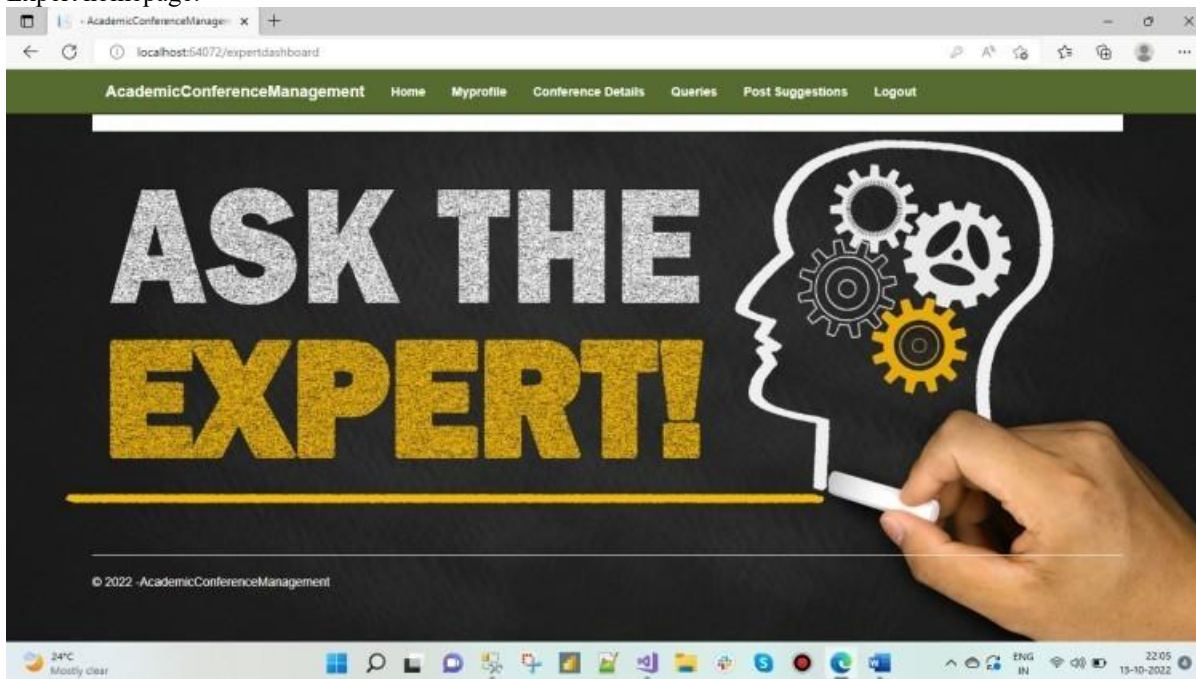 Expert homepage:
- AcademicConferenceManager
localhost:64072/expertdashboard
AcademicConferenceManagement Home Myprofile Conference Details Queries Post Suggestions Logout
ASK THE
EXPERT!
© 2022 -AcademicConferenceManagement
24°C
Mostly clear
ENG
IN
22:05
15-10-2022